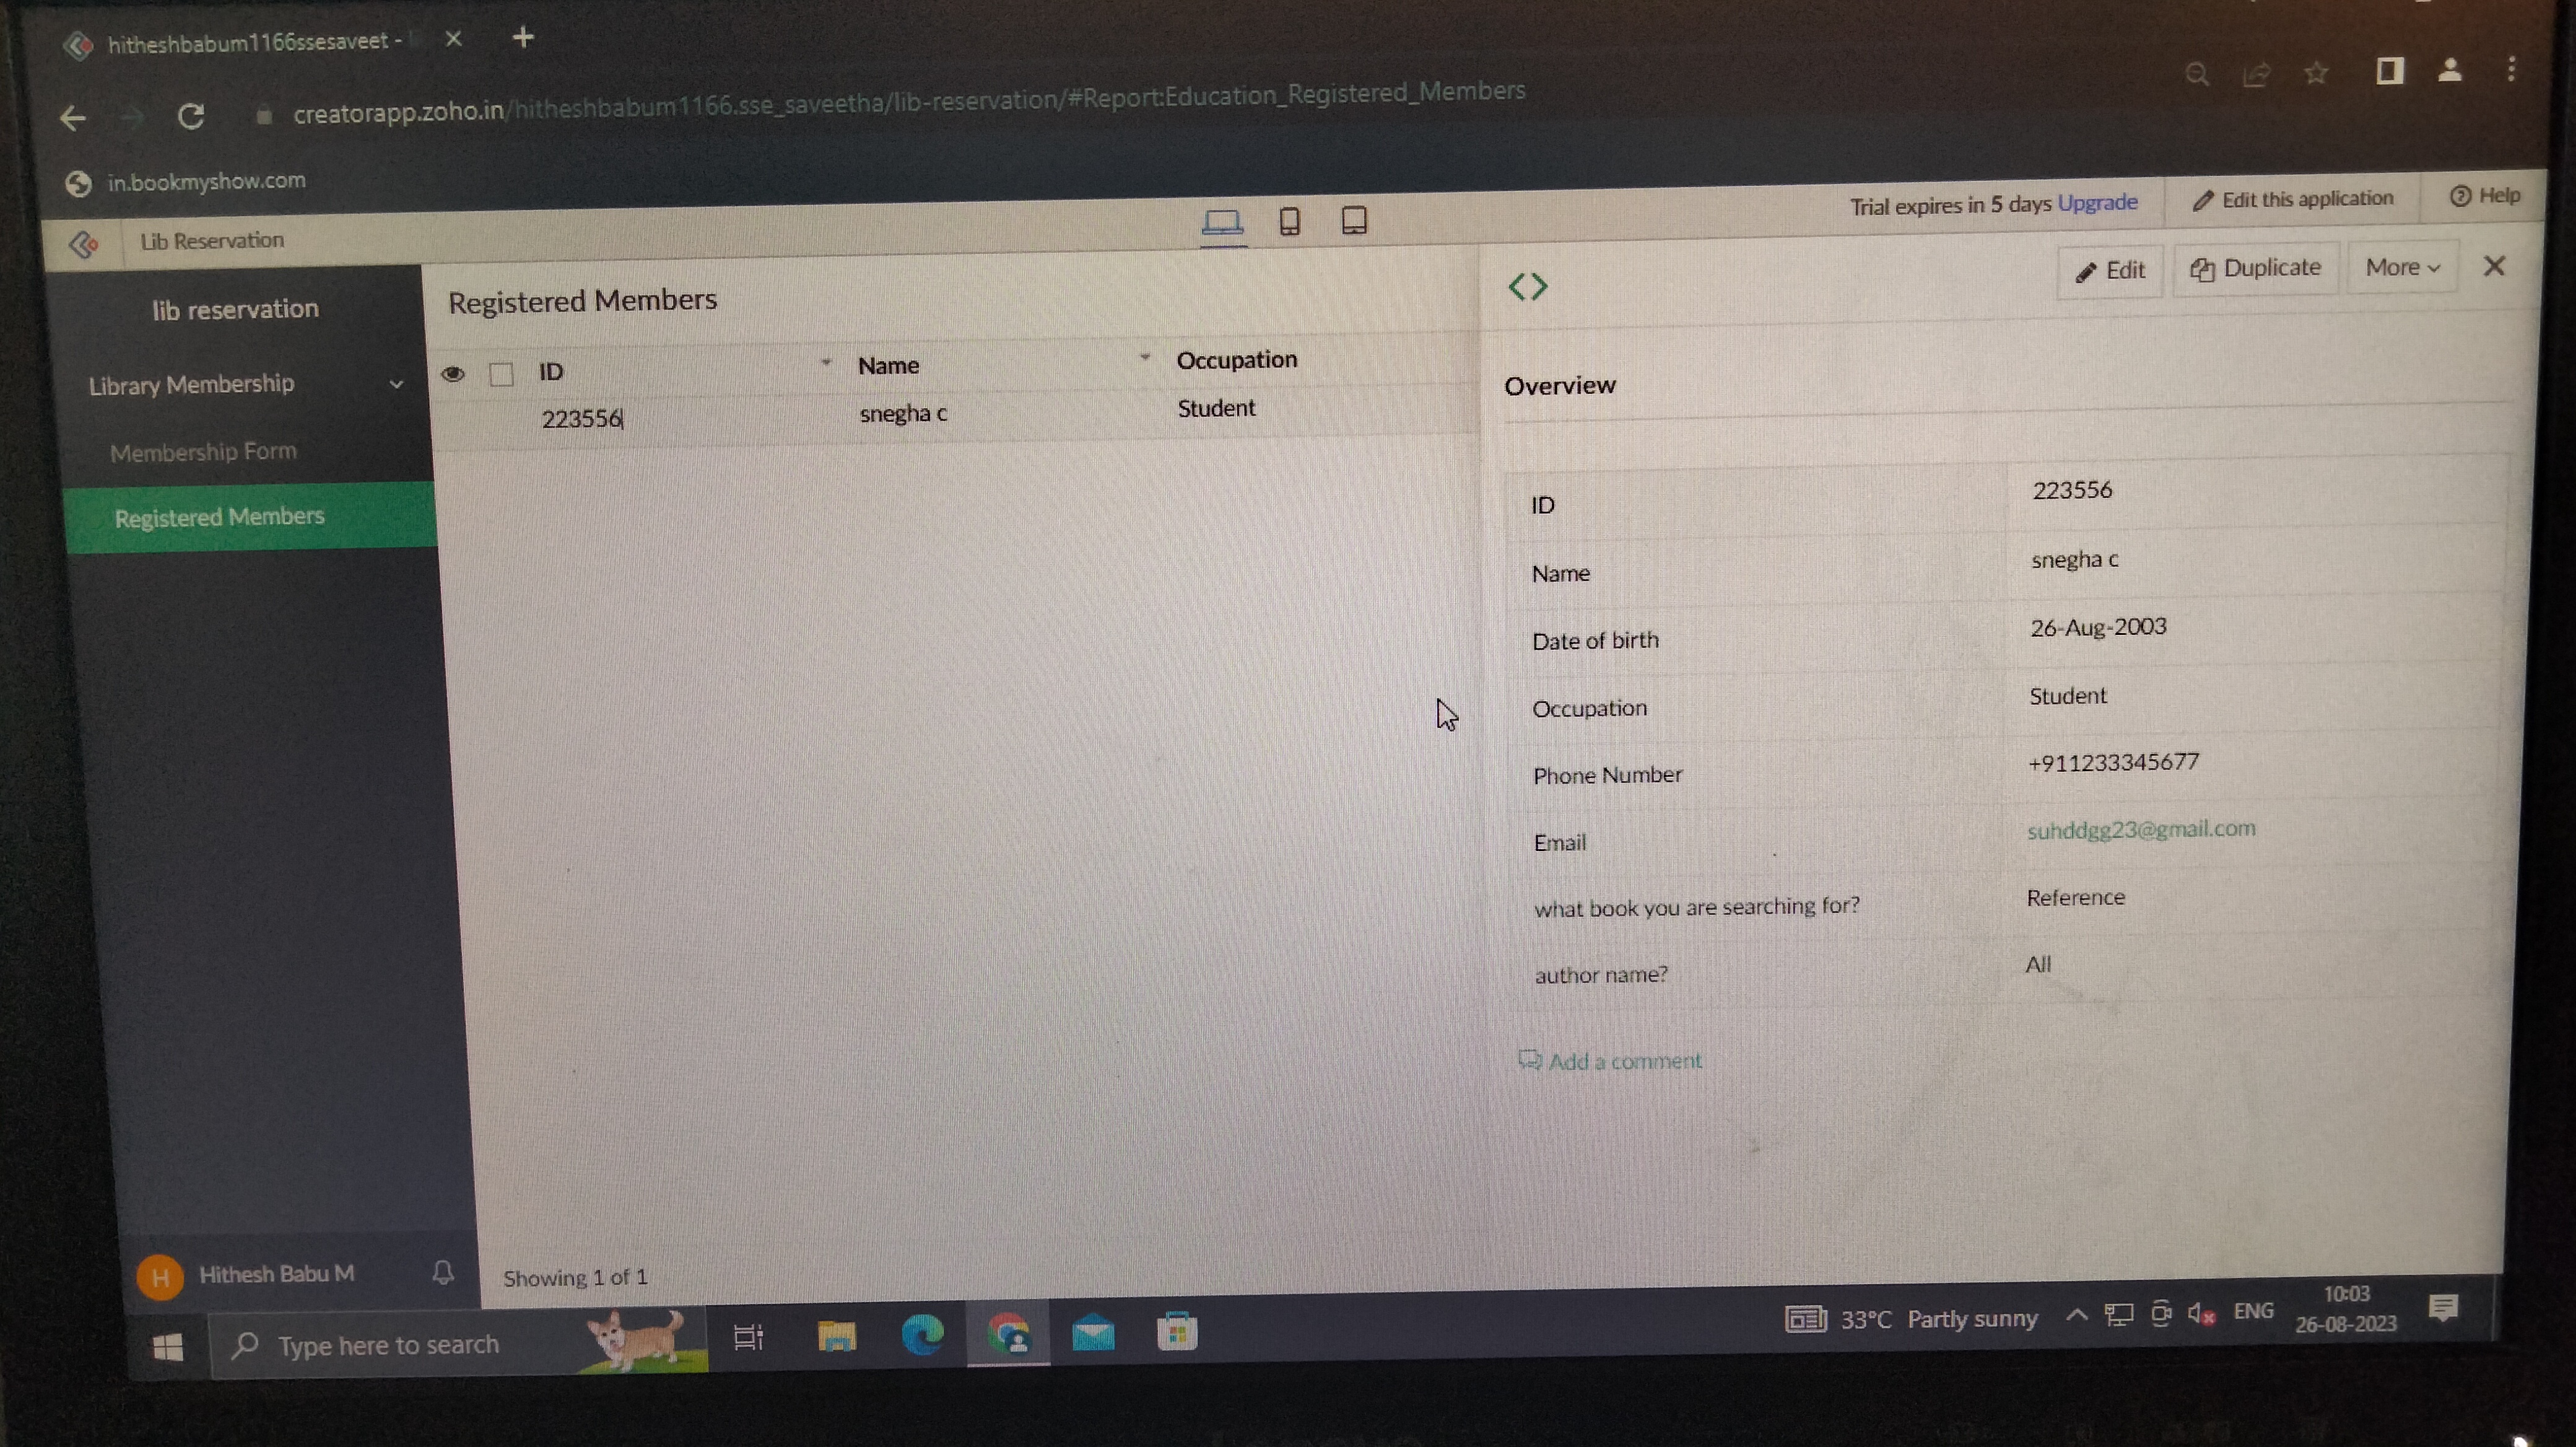 hitheshbabum1166ssesaveet -
creatorapp.zoho.in/hitheshbabum1166.sse_saveetha/lib-reservation/#Report:Education_Registered_Members
in.bookmyshow.com
Lib Reservation
Trial expires in 5 days Upgrade
Edit this application
Help
lib reservation
Library Membership
Membership Form
Registered Members
Registered Members
ID Name Occupation
223556 snegha c Student
Edit Duplicate More
Overview
ID 223556
Name snegha c
Date of birth 26-Aug-2003
Occupation Student
Phone Number +911233345677
Email suhddgg23@gmail.com
what book you are searching for? Reference
author name? All
Add a comment
H Hithesh Babu M
Showing 1 of 1
Type here to search
33°C Partly sunny
ENG
10:03
26-08-2023